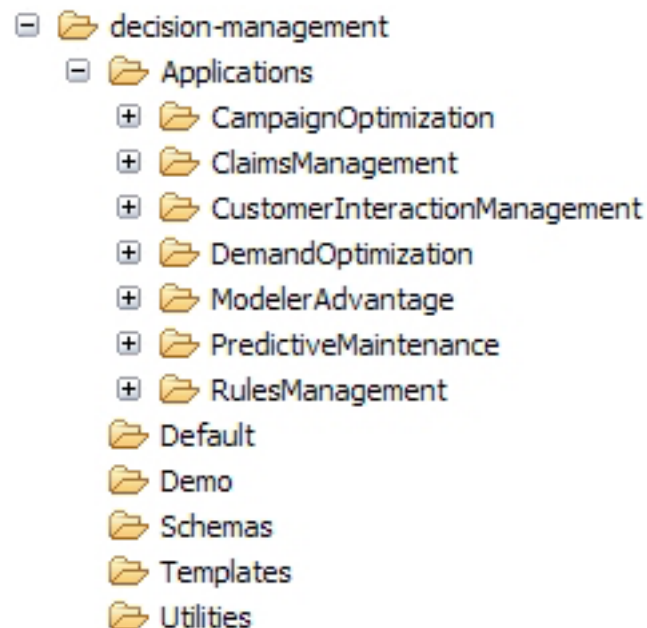 decision-management
Applications
CampaignOptimization
ClaimsManagement
CustomerInteractionManagement
DemandOptimization
ModelerAdvantage
PredictiveMaintenance
RulesManagement
Default
Demo
Schemas
Templates
Utilities